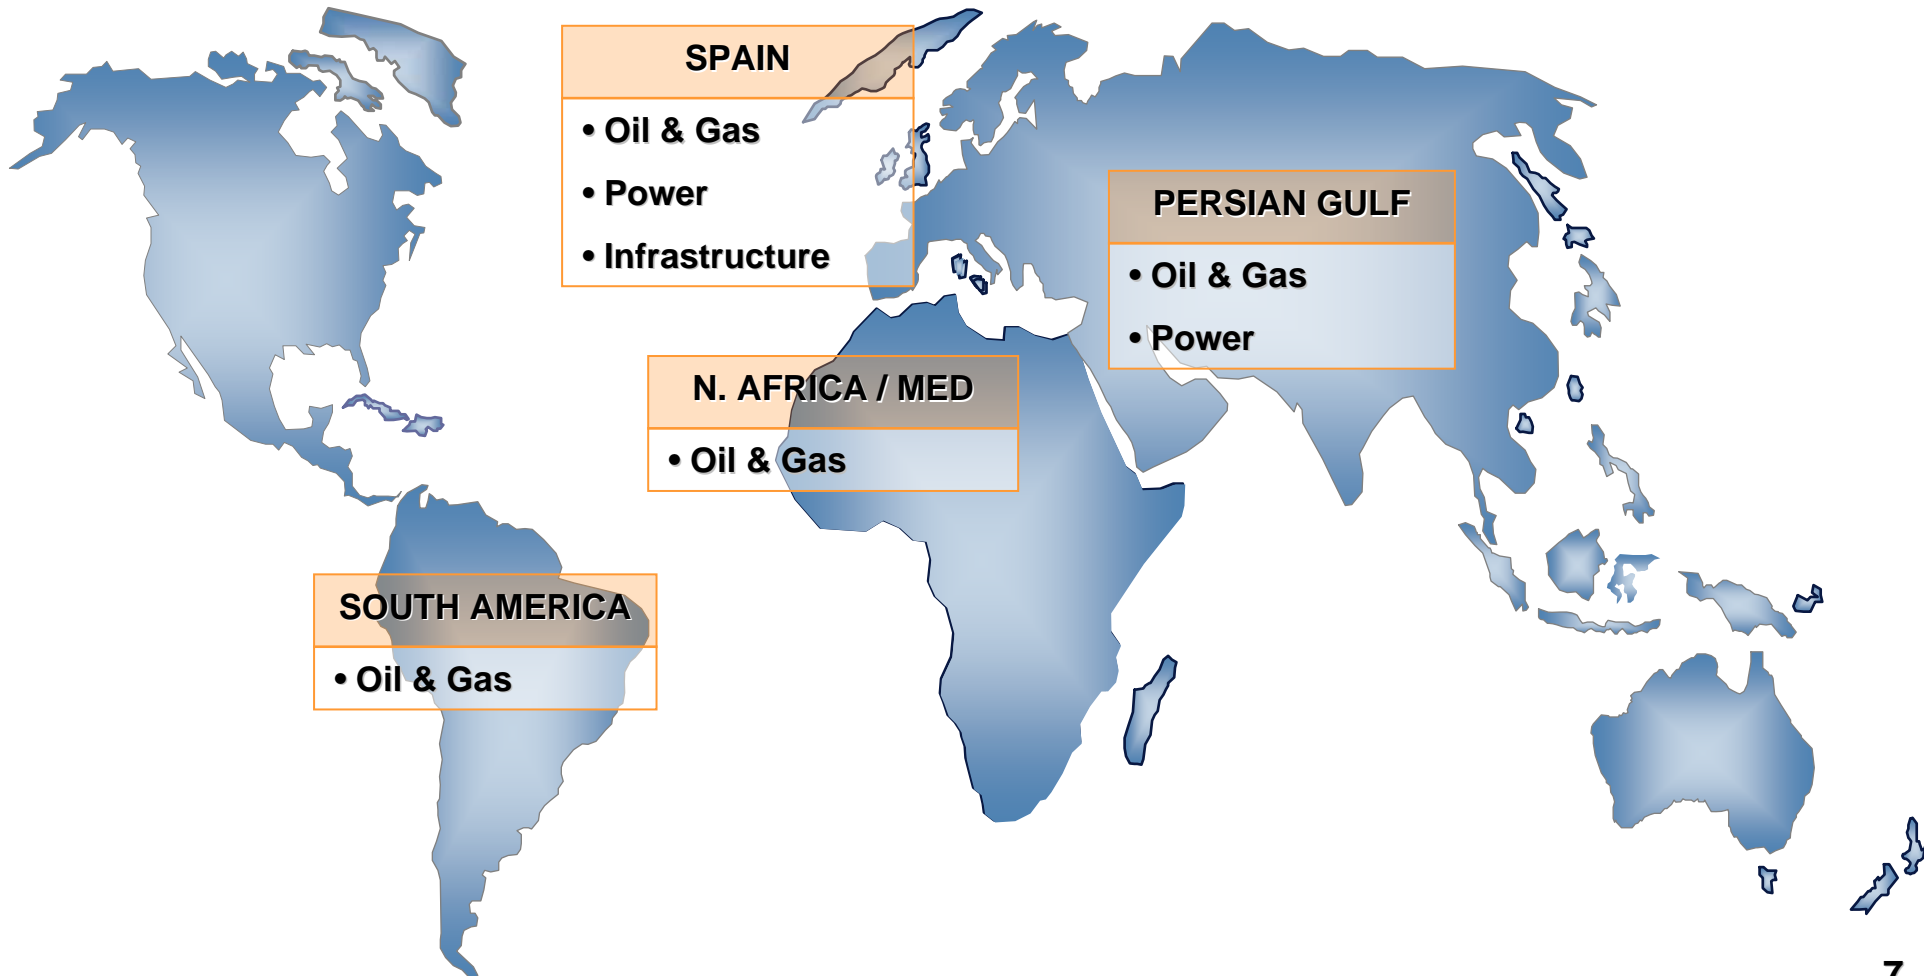 SPAIN
• Oil & Gas
• Power
• Infrastructure
PERSIAN GULF
• Oil & Gas
• Power
N. AFRICA / MED
• Oil & Gas
SOUTH AMERICA
• Oil & Gas
7